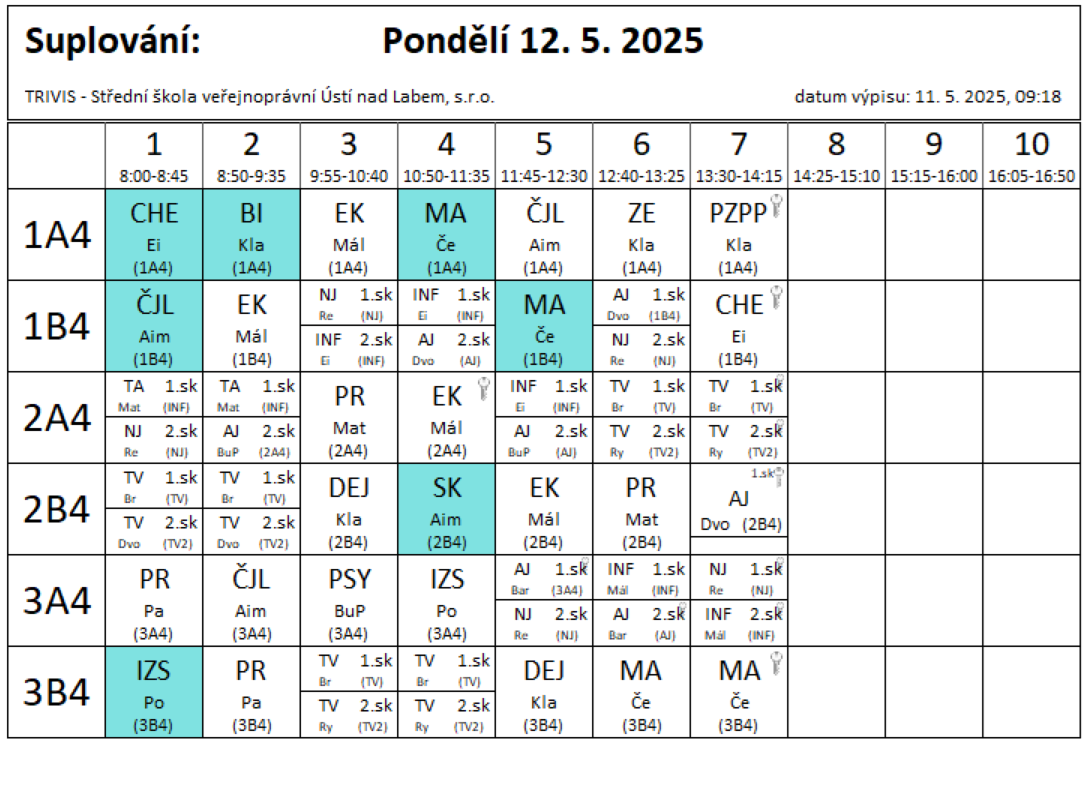 Suplování: Pondělí 12. 5. 2025
TRIVIS - Střední škola veřejnoprávní Ústí nad Labem, s.r.o. datum výpisu: 11. 5. 2025, 09:18
1 2 3 4 5 6 7 8 9 10
8:00-8:45 8:50-9:35 9:55-10:40 10:50-11:35 11:45-12:30 12:40-13:25 13:30-14:15 14:25-15:10 15:15-16:00 16:05-16:50
1A4
CHE BI EK MA ČJL ZE PZPP
Ei Kla Mál Če Aim Kla Kla
(1A4) (1A4) (1A4) (1A4) (1A4) (1A4) (1A4)
1B4
ČJL
Aim
(1B4)
EK
Mál
(1B4)
NJ 1.sk
Re (NJ)
INF 2.sk
Ei (INF)
INF 1.sk
Ei (INF)
AJ 2.sk
Dvo (AJ)
MA
Če
(1B4)
AJ 1.sk
Dvo (1B4)
NJ 2.sk
Re (NJ)
CHE
Ei
(1B4)
2A4
TA 1.sk
Mat (INF)
NJ 2.sk
Re (NJ)
TA 1.sk
Mat (INF)
AJ 2.sk
BuP (2A4)
PR
Mat
(2A4)
EK
Mál
(2A4)
INF 1.sk
Ei (INF)
AJ 2.sk
BuP (AJ)
TV 1.sk
Br (TV)
TV 2.sk
Ry (TV2)
TV 1.sk
Br (TV)
TV 2.sk
Ry (TV2)
2B4
TV 1.sk
Br (TV)
TV 2.sk
Dvo (TV2)
TV 1.sk
Br (TV)
TV 2.sk
Dvo (TV2)
DEJ
Kla
(2B4)
SK
Aim
(2B4)
EK
Mál
(2B4)
PR
Mat
(2B4)
1.sk
AJ
Dvo (2B4)
3A4
PR
Pa
(3A4)
ČJL
Aim
(3A4)
PSY
BuP
(3A4)
IZS
Po
(3A4)
AJ 1.sk
Bar (3A4)
NJ 2.sk
Re (NJ)
INF 1.sk
Mál (INF)
AJ 2.sk
Bar (AJ)
NJ 1.sk
Re (NJ)
INF 2.sk
Mál (INF)
3B4
IZS
Po
(3B4)
PR
Pa
(3B4)
TV 1.sk
Br (TV)
TV 2.sk
Ry (TV2)
TV 1.sk
Br (TV)
TV 2.sk
Ry (TV2)
DEJ
Kla
(3B4)
MA
Če
(3B4)
MA
Če
(3B4)